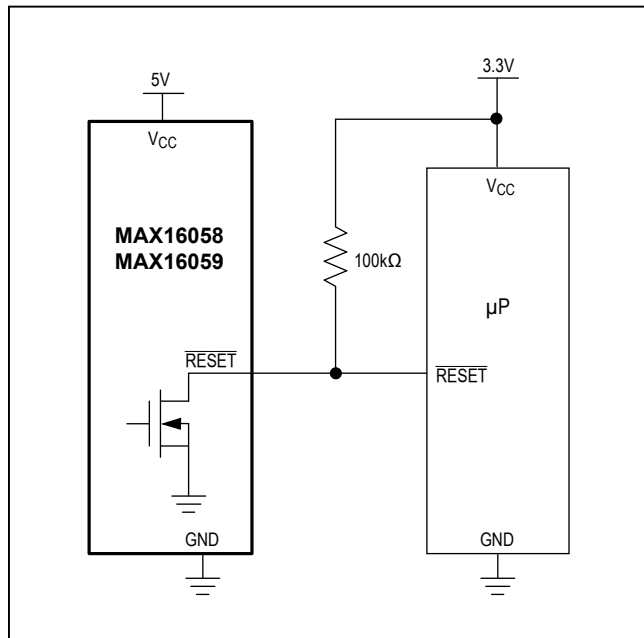 5V
3.3V
VCC
VCC
MAX16058
MAX16059
100kΩ
µP
RESET
RESET
GND
GND